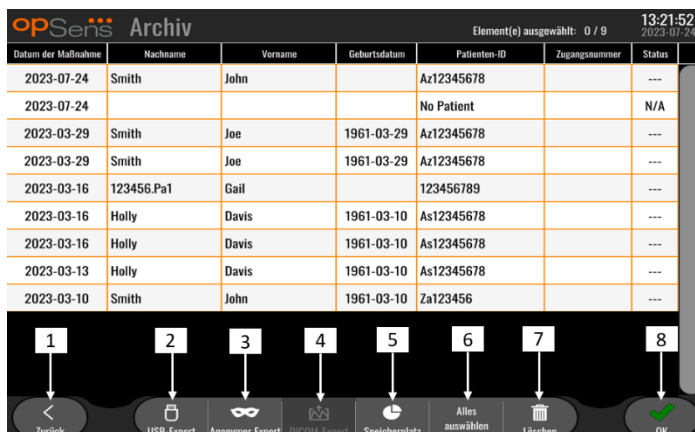 opSens Archiv Element(e) ausgewählt: 0 / 9 13:21:52
2023-07-24
Datum der Maßnahme Nachname Vorname Geburtsdatum Patienten-ID Zugangsnummer Status
2023-07-24 Smith John Az12345678 ---
2023-07-24 No Patient N/A
2023-03-29 Smith Joe 1961-03-29 Az12345678 ---
2023-03-29 Smith Joe 1961-03-29 Az12345678 ---
2023-03-16 123456.Pa1 Gail 123456789 ---
2023-03-16 Holly Davis 1961-03-10 As12345678 ---
2023-03-16 Holly Davis 1961-03-10 As12345678 ---
2023-03-13 Holly Davis 1961-03-10 As12345678 ---
2023-03-10 Smith John 1961-03-10 Za123456 ---
1 2 3 4 5 6 7 8
Alles
auswählen
Zurück USB-Export Anonymer Export DICOM-Export Speicherplatz Löschen OK